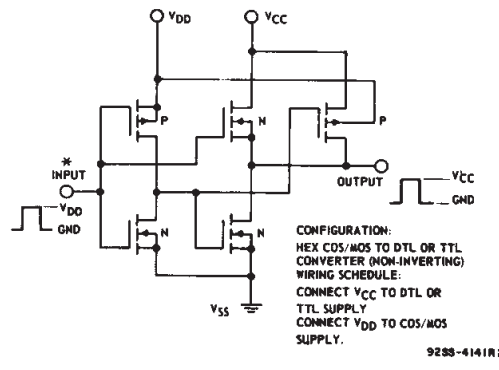 VDD
VCC
P
N
P
*
INPUT
VDD
GND
N
N
OUTPUT
VCC
GND
VSS
CONFIGURATION:
HEX COS/MOS TO DTL OR TTL
CONVERTER (NON-INVERTING)
WIRING SCHEDULE:
CONNECT VCC TO DTL OR
TTL SUPPLY
CONNECT VDD TO COS/MOS
SUPPLY.
92SS-4141R